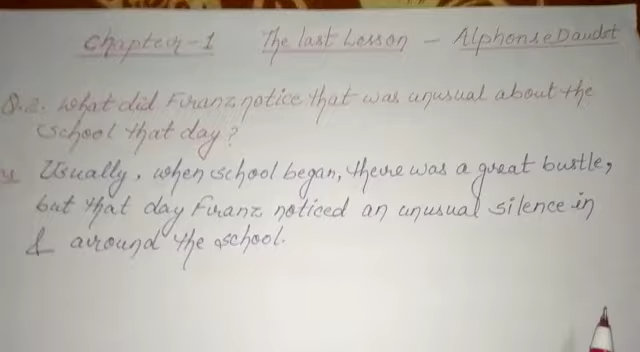 Chapter-1 The last Lesson - Alphonse Daudet
Q.2. What did Franz notice that was unusual about the
school that day?
Usually, when school began, there was a great bustle,
but that day Franz noticed an unusual silence in
& around the school.